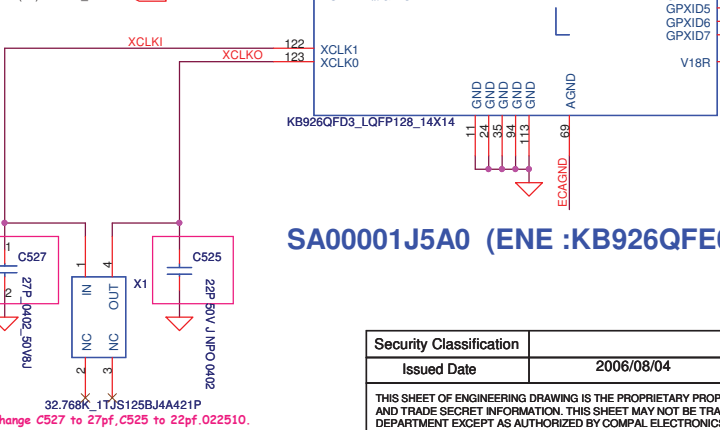 GPXID5
GPXID6
GPXID7
XCLKI
122
XCLK1
XCLKO
123
XCLK0
V18R
GND
GND
GND
GND
GND
AGND
KB926QFD3_LQFP128_14X14
11
24
35
94
113
69
ECAGND
SA00001J5A0 (ENE :KB926QFE
1
C527
2
27P_0402_50V8J
1
4
IN
OUT
X1
NC
NC
2
3
C525
22P 50V J NPO 0402
32.768K_1TJS125BJ4A421P
hange C527 to 27pf,C525 to 22pf.022510.
Security Classification
Issued Date
2006/08/04
THIS SHEET OF ENGINEERING DRAWING IS THE PROPRIETARY PROP
AND TRADE SECRET INFORMATION. THIS SHEET MAY NOT BE TRA
DEPARTMENT EXCEPT AS AUTHORIZED BY COMPAL ELECTRONICS